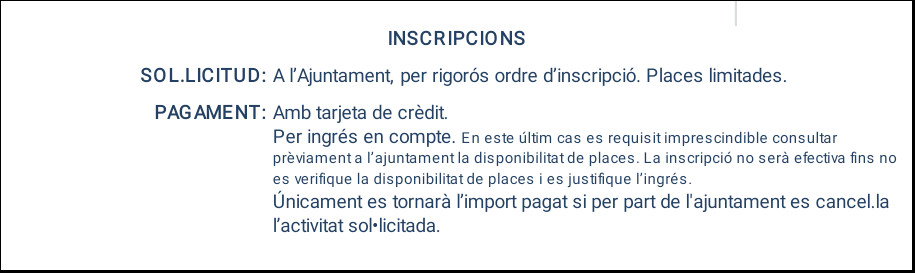 INSCRIPCIONS
SOL.LICITUD: A l’Ajuntament, per rigorós ordre d’inscripció. Places limitades.
PAGAMENT: Amb tarjeta de crèdit.
Per ingrés en compte. En este últim cas es requisit imprescindible consultar
prèviament a l’ajuntament la disponibilitat de places. La inscripció no serà efectiva fins no
es verifique la disponibilitat de places i es justifique l’ingrés.
Únicament es tornarà l’import pagat si per part de l'ajuntament es cancel.la
l’activitat sol•licitada.